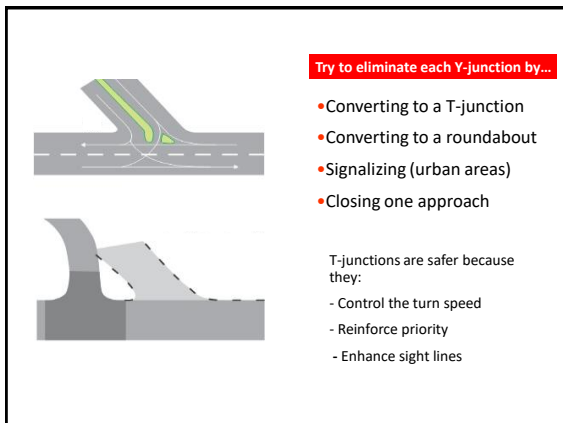 Try to eliminate each Y-junction by...
•Converting to a T-junction
•Converting to a roundabout
•Signalizing (urban areas)
•Closing one approach
T-junctions are safer because
they:
- Control the turn speed
- Reinforce priority
- Enhance sight lines